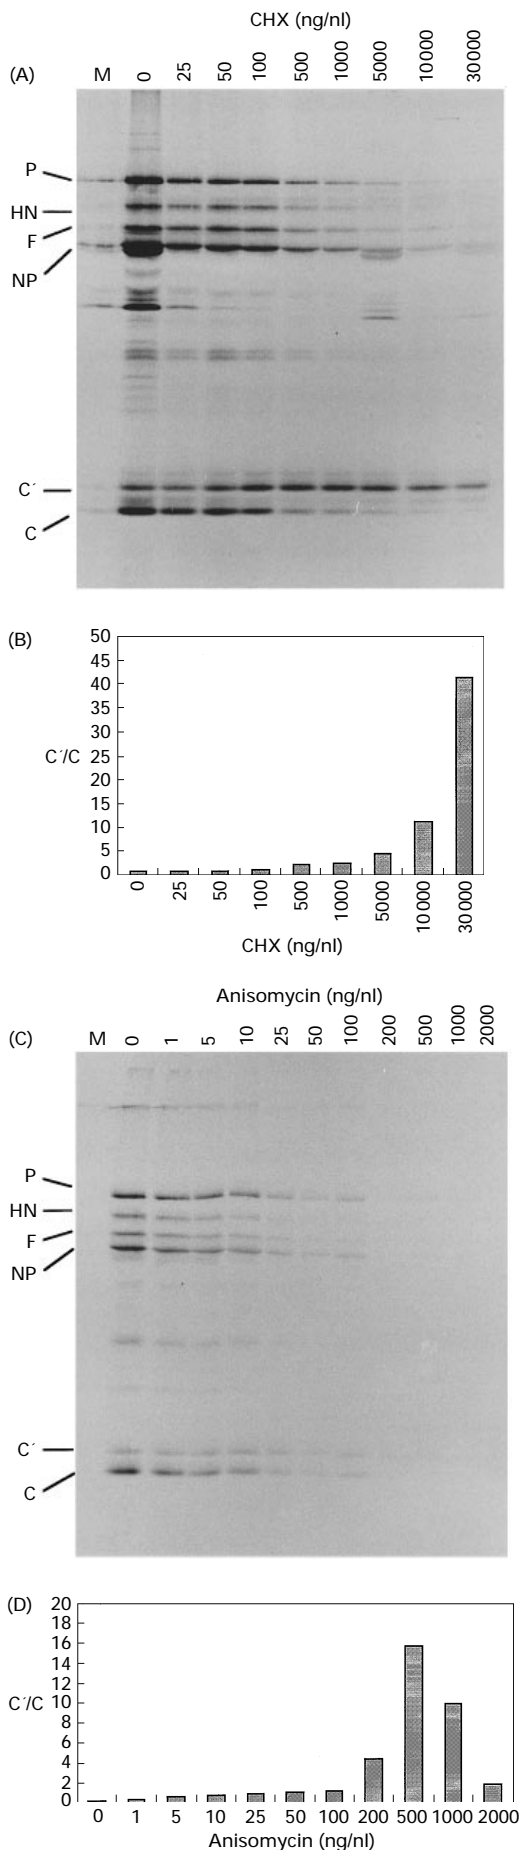 CHX (ng/nl)
(A) M 0 25 50 100 500 1000 5000 10000 30000
P
HN
F
NP
C´
C
(B)
50
45
40
35
30
C´/C 25
20
15
10
5
0
0 25 50 100 500 1000 5000 10000 30000
CHX (ng/nl)
Anisomycin (ng/nl)
(C) M 0 1 5 10 25 50 100 200 500 1000 2000
P
HN
F
NP
C´
C
(D) 20
18
16
14
12
C´/C 10
8
6
4
2
0
0 1 5 10 25 50 100 200 500 1000 2000
Anisomycin (ng/nl)